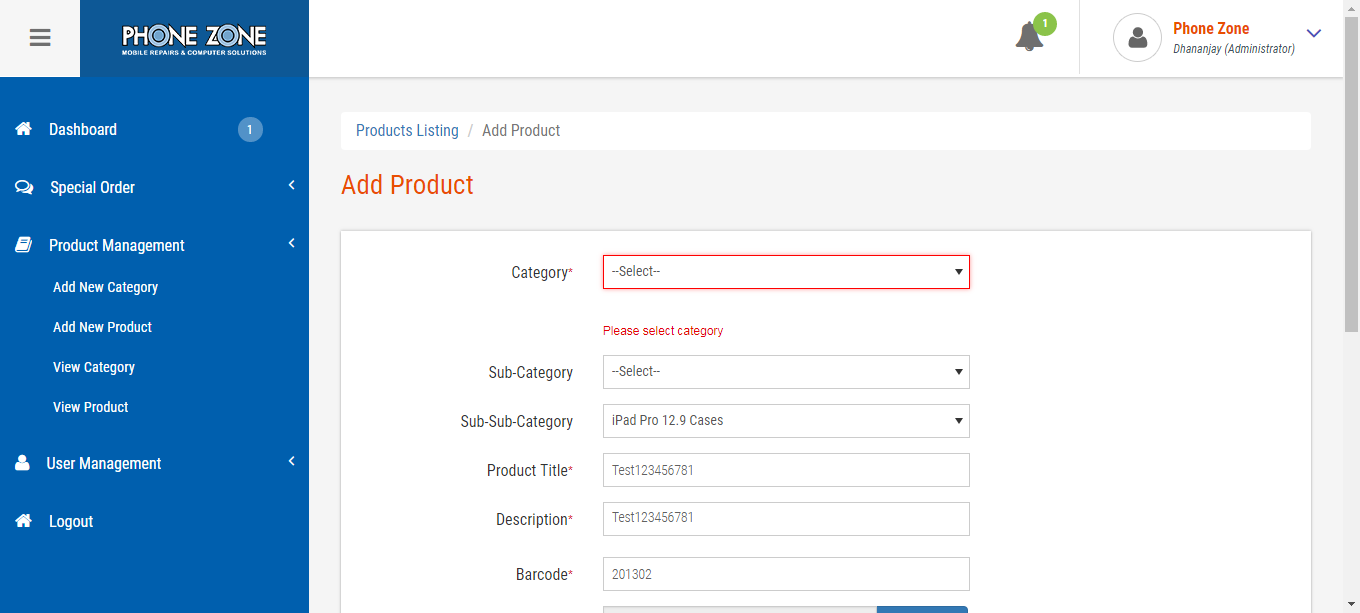 PHONE ZONE
MOBILE REPAIRS & COMPUTER SOLUTIONS
1
Phone Zone
Dhananjay (Administrator)
Dashboard
1
Special Order
Product Management
Add New Category
Add New Product
View Category
View Product
User Management
Logout
Products Listing / Add Product
Add Product
Category* --Select--
Please select category
Sub-Category --Select--
Sub-Sub-Category iPad Pro 12.9 Cases
Product Title* Test123456781
Description* Test123456781
Barcode* 201302